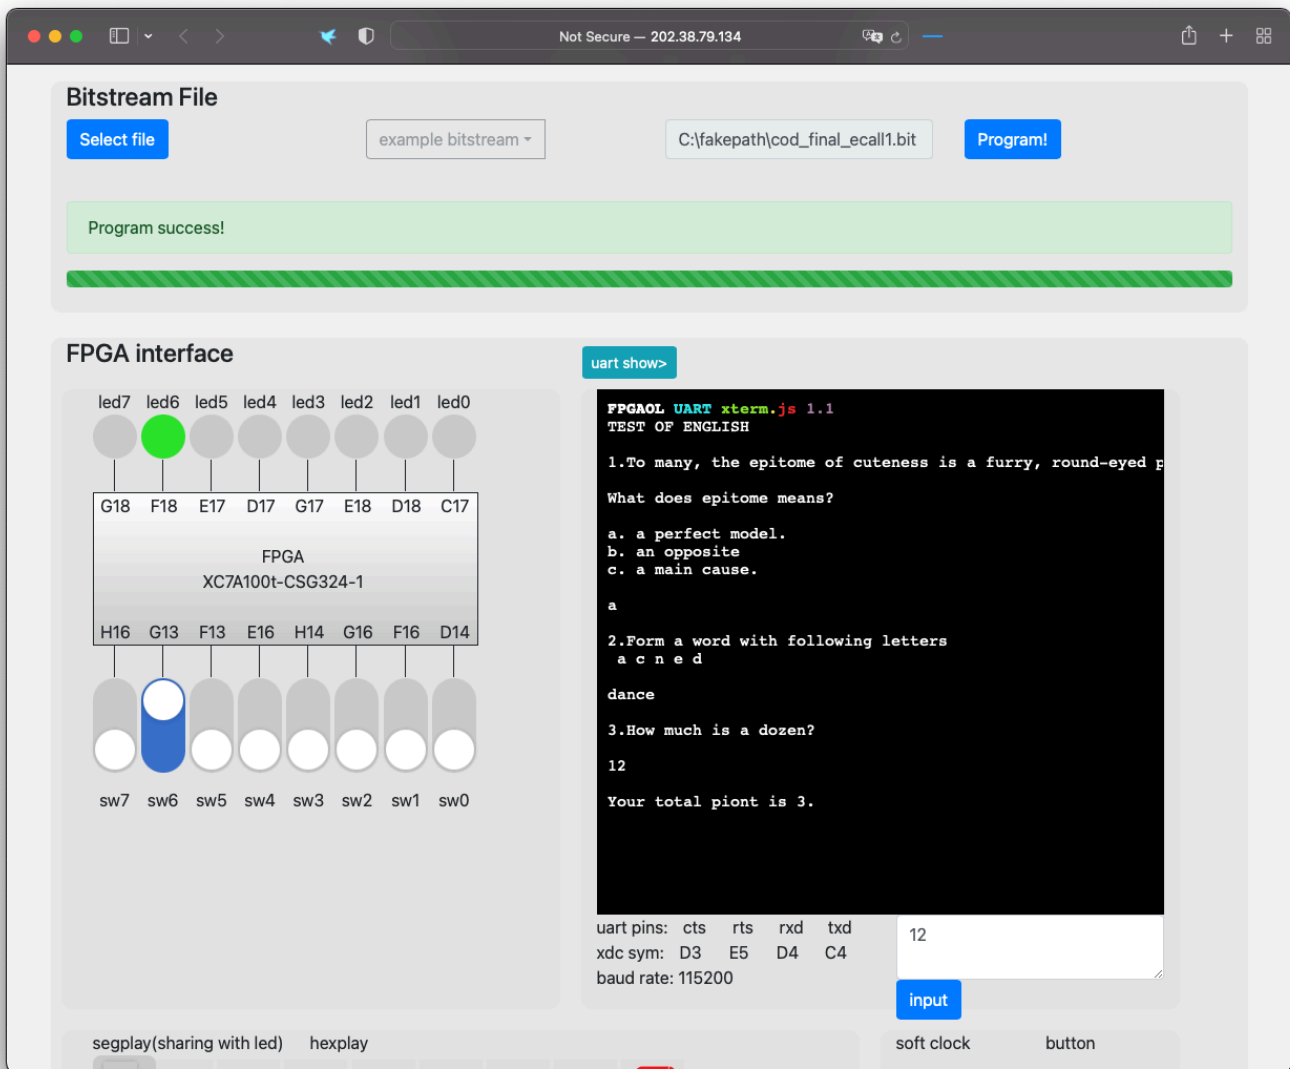 Not Secure — 202.38.79.134
Bitstream File
Select file
example bitstream
C:\fakepath\cod_final_ecall1.bit
Program!
Program success!
FPGA interface
uart show>
led7 led6 led5 led4 led3 led2 led1 led0
G18 F18 E17 D17 G17 E18 D18 C17
FPGA
XC7A100t-CSG324-1
H16 G13 F13 E16 H14 G16 F16 D14
sw7 sw6 sw5 sw4 sw3 sw2 sw1 sw0
FPGAOL UART xterm.js 1.1
TEST OF ENGLISH
1.To many, the epitome of cuteness is a furry, round-eyed p
What does epitome means?
a. a perfect model.
b. an opposite
c. a main cause.
a
2.Form a word with following letters
a c n e d
dance
3.How much is a dozen?
12
Your total piont is 3.
uart pins: cts rts rxd txd
xdc sym: D3 E5 D4 C4
baud rate: 115200
12
input
segplay(sharing with led) hexplay
soft clock button